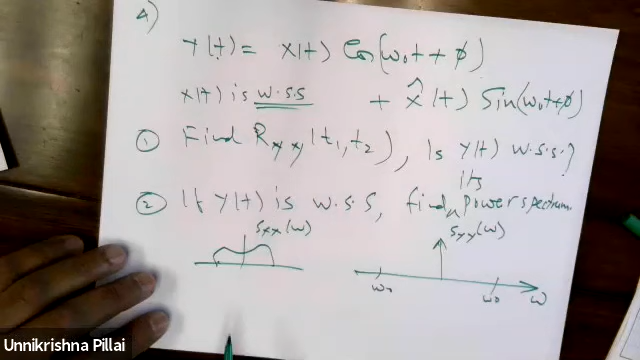 4)
Y(t) = X(t) Cos(ω₀t + ϕ)
X(t) is w.s.s + X̂(t) Sin(ω₀t+ϕ)
① Find Rxy(t₁,t₂), Is Y(t) w.s.s?
② If Y(t) is w.s.s, find its power spectrum.
Sxx(ω)
Syy(ω)
ω₀ ω₀ ω
Unnikrishna Pillai